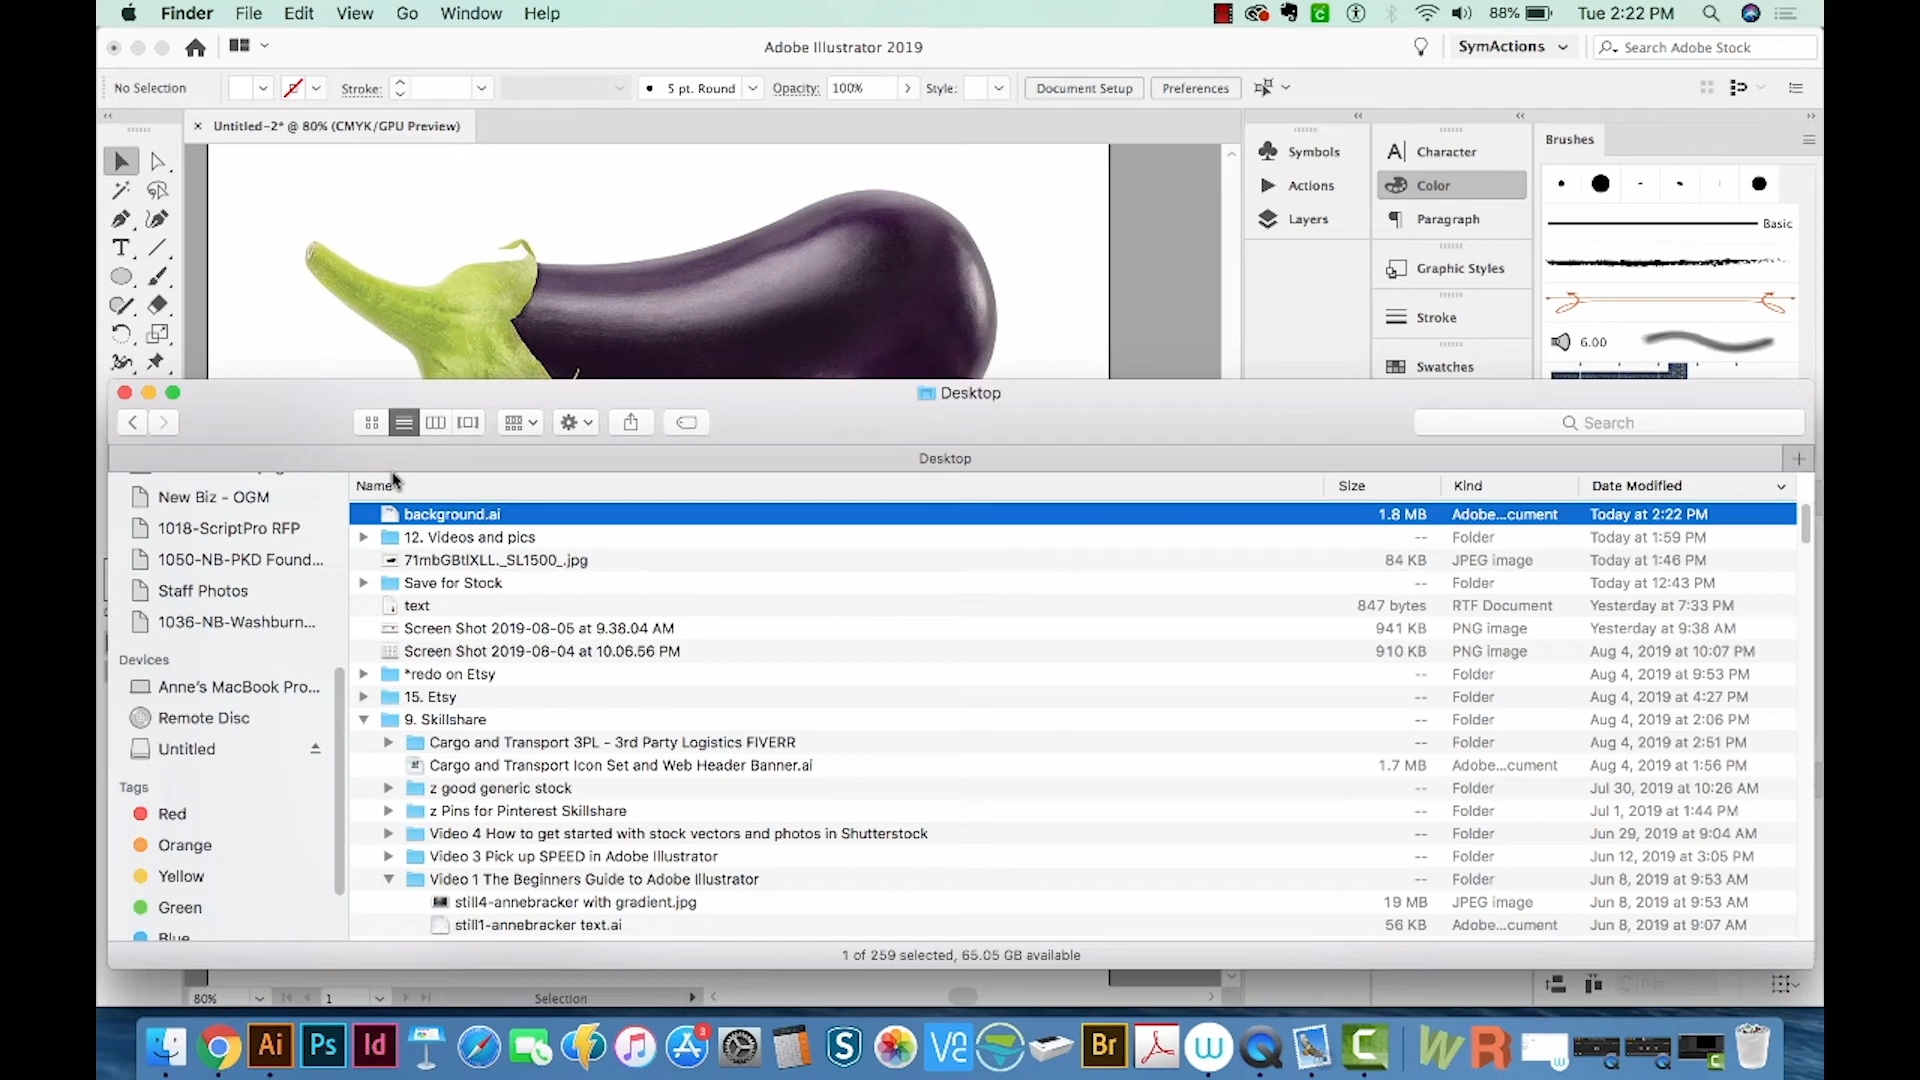 Finder File Edit View Go Window Help 88% Tue 2:22 PM
Adobe Illustrator 2019 SymActions Search Adobe Stock
No Selection Stroke: 5 pt. Round Opacity: 100% Style: Document Setup Preferences
Untitled-2* @ 80% (CMYK/GPU Preview)
Symbols Character Brushes
Actions Color
Layers Paragraph
Basic
Graphic Styles
Stroke
6.00
Swatches
Desktop
Search
Desktop
Name Size Kind Date Modified
New Biz - OGM
1018-ScriptPro RFP
1050-NB-PKD Found...
Staff Photos
1036-NB-Washburn...
Devices
Anne's MacBook Pro...
Remote Disc
Untitled
Tags
Red
Orange
Yellow
Green
Blue
background.ai 1.8 MB Adobe...cument Today at 2:22 PM
12. Videos and pics -- Folder Today at 1:59 PM
71mbGBtlXLL._SL1500_.jpg 84 KB JPEG image Today at 1:46 PM
Save for Stock -- Folder Today at 12:43 PM
text 847 bytes RTF Document Yesterday at 7:33 PM
Screen Shot 2019-08-05 at 9.38.04 AM 941 KB PNG image Yesterday at 9:38 AM
Screen Shot 2019-08-04 at 10.06.56 PM 910 KB PNG image Aug 4, 2019 at 10:07 PM
*redo on Etsy -- Folder Aug 4, 2019 at 9:53 PM
15. Etsy -- Folder Aug 4, 2019 at 4:27 PM
9. Skillshare -- Folder Aug 4, 2019 at 2:06 PM
Cargo and Transport 3PL - 3rd Party Logistics FIVERR -- Folder Aug 4, 2019 at 2:51 PM
Cargo and Transport Icon Set and Web Header Banner.ai 1.7 MB Adobe...cument Aug 4, 2019 at 1:56 PM
z good generic stock -- Folder Jul 30, 2019 at 10:26 AM
z Pins for Pinterest Skillshare -- Folder Jul 1, 2019 at 1:44 PM
Video 4 How to get started with stock vectors and photos in Shutterstock -- Folder Jun 29, 2019 at 9:04 AM
Video 3 Pick up SPEED in Adobe Illustrator -- Folder Jun 12, 2019 at 3:05 PM
Video 1 The Beginners Guide to Adobe Illustrator -- Folder Jun 8, 2019 at 9:53 AM
still4-annebracker with gradient.jpg 19 MB JPEG image Jun 8, 2019 at 9:53 AM
still1-annebracker text.ai 56 KB Adobe...cument Jun 8, 2019 at 9:07 AM
1 of 259 selected, 65.05 GB available
80% 1 Selection
Ai Ps Id 3 S Br